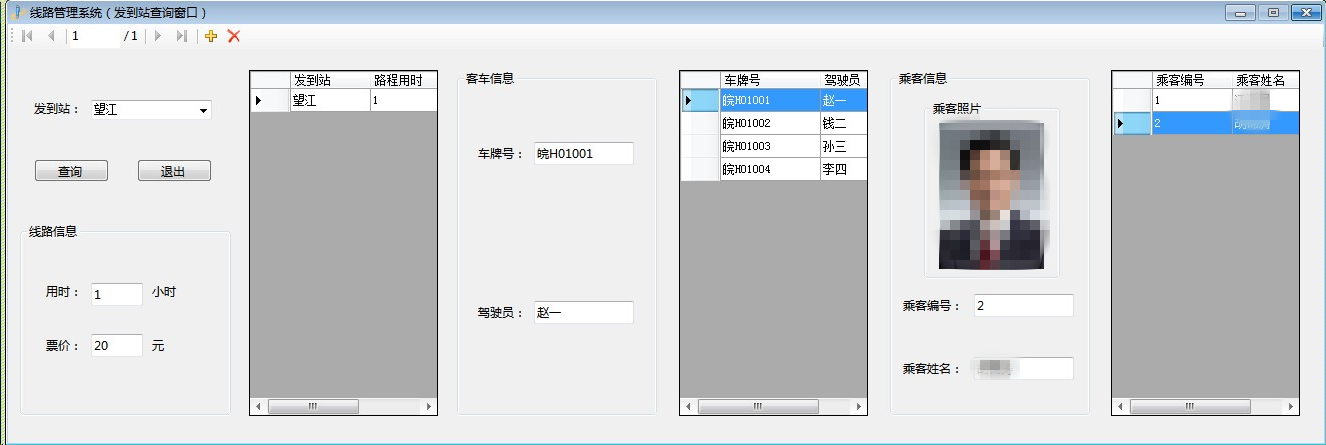 线路管理系统（发到站查询窗口）
1 /1
发到站： 望江
查询 退出
线路信息
用时： 1 小时
票价： 20 元
发到站 路程用时
望江 1
客车信息
车牌号： 皖H01001
驾驶员： 赵一
车牌号 驾驶员
皖H01001 赵一
皖H01002 钱二
皖H01003 孙三
皖H01004 李四
乘客信息
乘客照片
乘客编号： 2
乘客姓名：
乘客编号 乘客姓名
1
2